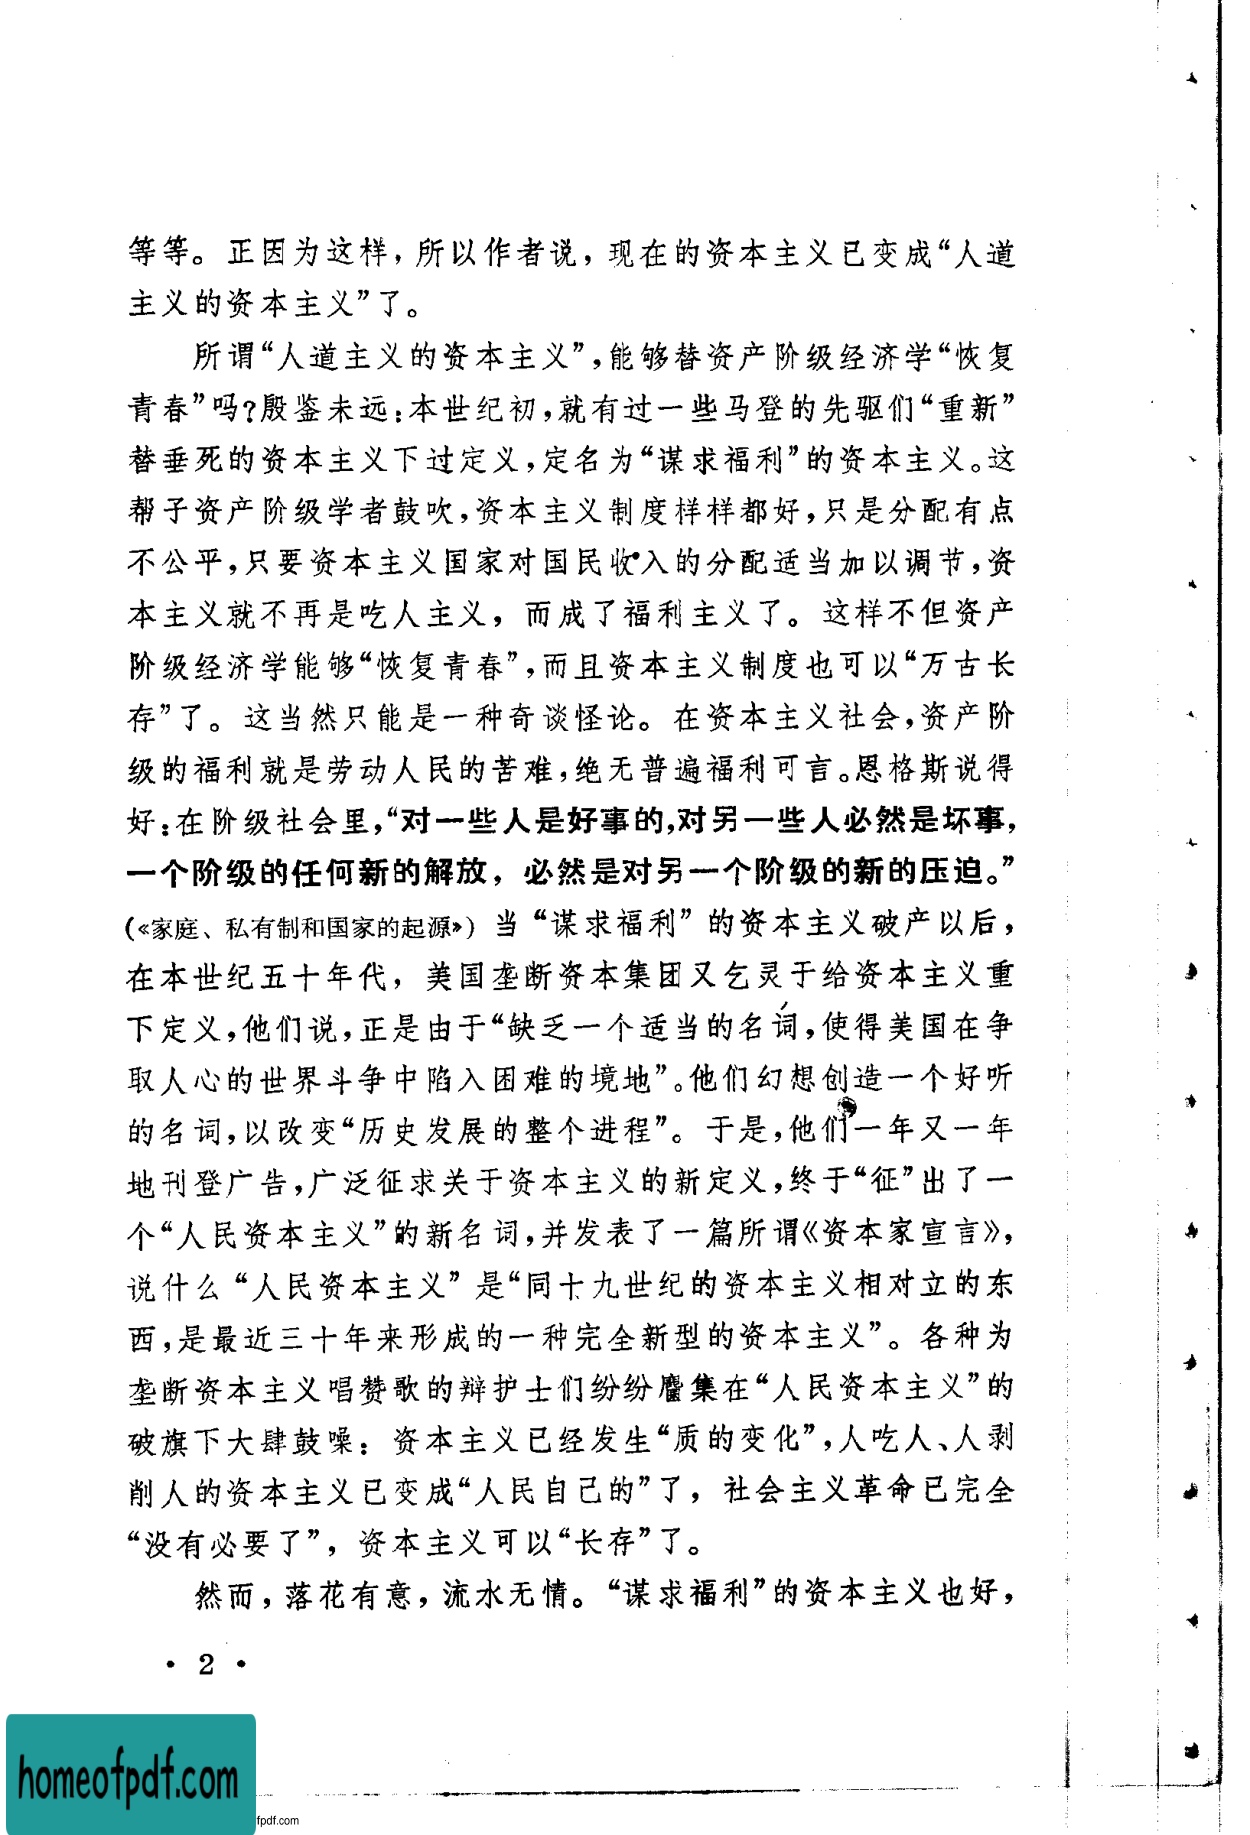 等等。正因为这样，所以作者说，现在的资本主义已变成“人道
主义的资本主义”了。
所谓“人道主义的资本主义”，能够替资产阶级经济学“恢复
青春”吗？殷鉴未远：本世纪初，就有过一些马登的先驱们“重新”
替垂死的资本主义下过定义，定名为“谋求福利”的资本主义。这
帮子资产阶级学者鼓吹，资本主义制度样样都好，只是分配有点
不公平，只要资本主义国家对国民收入的分配适当加以调节，资
本主义就不再是吃人主义，而成了福利主义了。这样不但资产
阶级经济学能够“恢复青春”，而且资本主义制度也可以“万古长
存”了。这当然只能是一种奇谈怪论。在资本主义社会，资产阶
级的福利就是劳动人民的苦难，绝无普遍福利可言。恩格斯说得
好：在阶级社会里，“对一些人是好事的，对另一些人必然是坏事，
一个阶级的任何新的解放，必然是对另一个阶级的新的压迫。”
(《家庭、私有制和国家的起源》) 当“谋求福利”的资本主义破产以后，
在本世纪五十年代，美国垄断资本集团又乞灵于给资本主义重
下定义，他们说，正是由于“缺乏一个适当的名词，使得美国在争
取人心的世界斗争中陷入困难的境地”。他们幻想创造一个好听
的名词，以改变“历史发展的整个进程”。于是，他们一年又一年
地刊登广告，广泛征求关于资本主义的新定义，终于“征”出了一
个“人民资本主义”的新名词，并发表了一篇所谓《资本家宣言》，
说什么“人民资本主义”是“同十九世纪的资本主义相对立的东
西，是最近三十年来形成的一种完全新型的资本主义”。各种为
垄断资本主义唱赞歌的辩护士们纷纷麕集在“人民资本主义”的
破旗下大肆鼓噪：资本主义已经发生“质的变化”，人吃人、人剥
削人的资本主义已变成“人民自己的”了，社会主义革命已完全
“没有必要了”，资本主义可以“长存”了。
然而，落花有意，流水无情。“谋求福利”的资本主义也好，
• 2 •
homeofpdf.com
fpdf.com